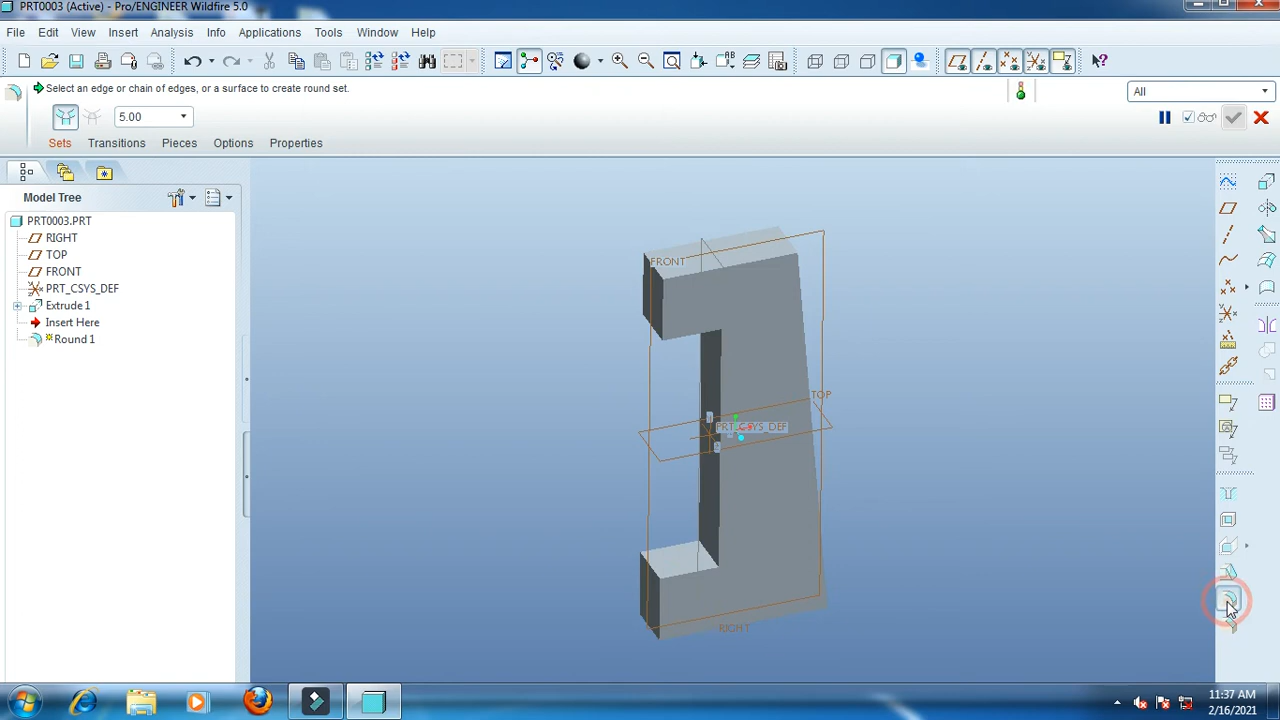 PRT0003 (Active) - Pro/ENGINEER Wildfire 5.0
File Edit View Insert Analysis Info Applications Tools Window Help
Select an edge or chain of edges, or a surface to create round set.
All
5.00
Sets Transitions Pieces Options Properties
Model Tree
PRT0003.PRT
RIGHT
TOP
FRONT
PRT_CSYS_DEF
Extrude 1
Insert Here
Round 1
FRONT
TOP
PRT_CSYS_DEF
RIGHT
11:37 AM
2/16/2021